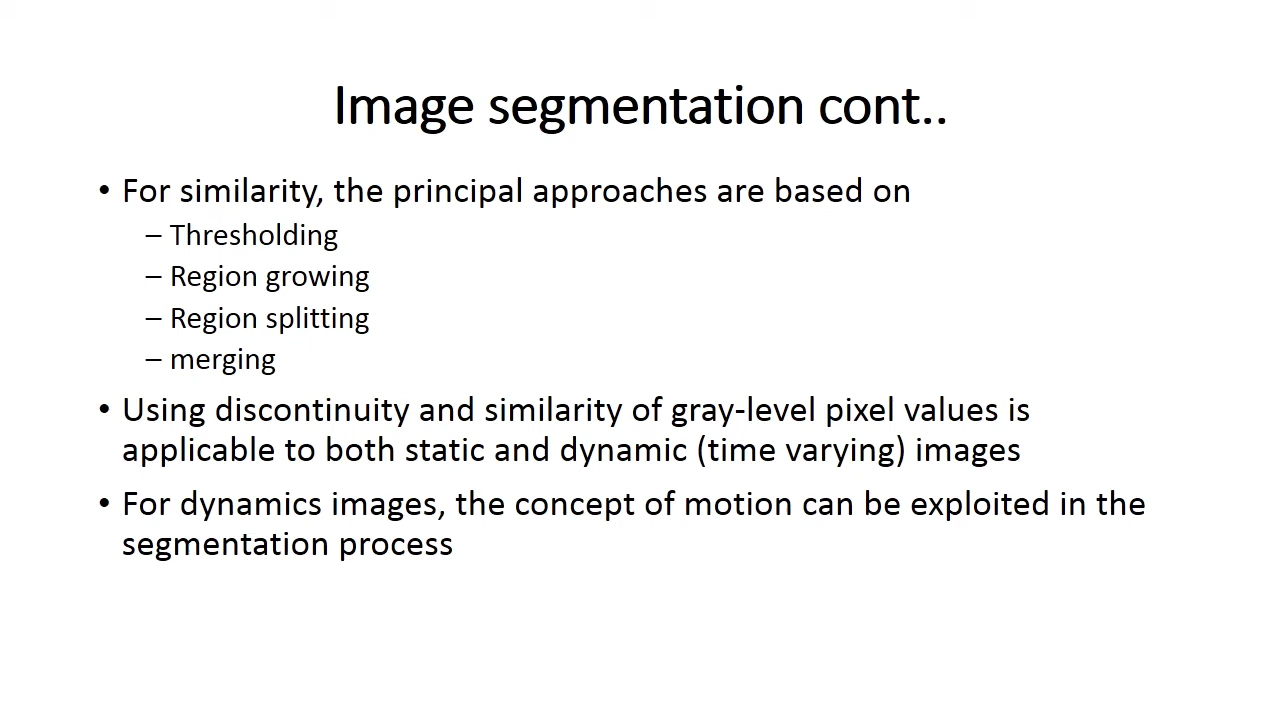 Image segmentation cont..
• For similarity, the principal approaches are based on
– Thresholding
– Region growing
– Region splitting
– merging
• Using discontinuity and similarity of gray-level pixel values is
applicable to both static and dynamic (time varying) images
• For dynamics images, the concept of motion can be exploited in the
segmentation process